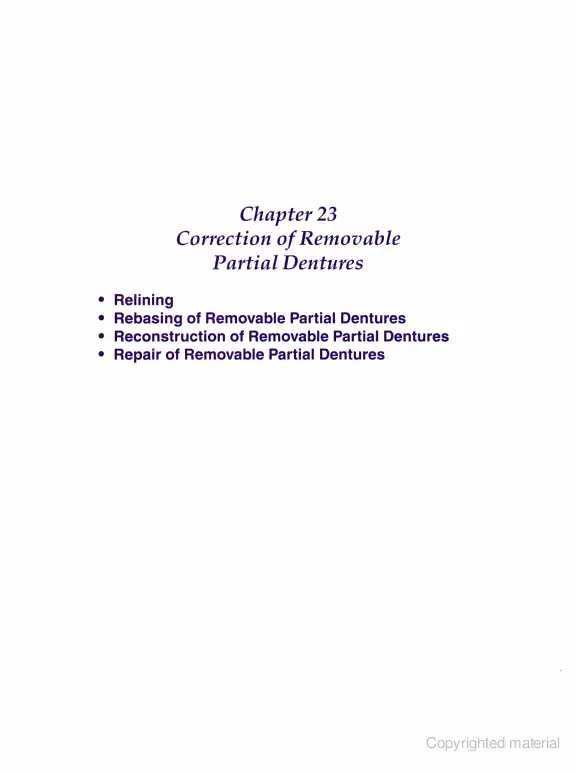 Chapter 23
Correction of Removable
Partial Dentures
• Relining
• Rebasing of Removable Partial Dentures
• Reconstruction of Removable Partial Dentures
• Repair of Removable Partial Dentures
Copyrighted material